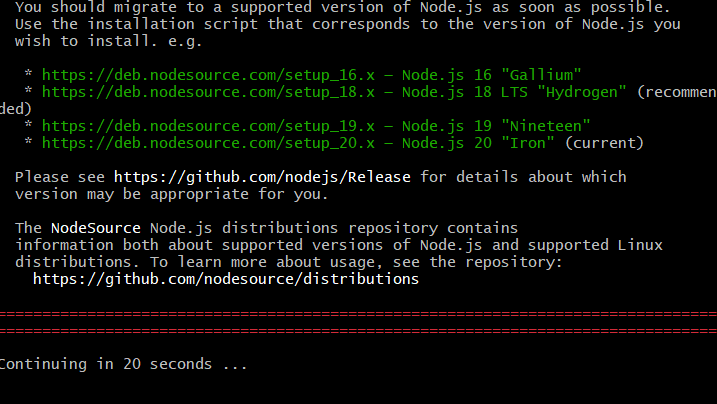 You should migrate to a supported version of Node.js as soon as possible.
Use the installation script that corresponds to the version of Node.js you
wish to install. e.g.
* https://deb.nodesource.com/setup_16.x — Node.js 16 "Gallium"
* https://deb.nodesource.com/setup_18.x — Node.js 18 LTS "Hydrogen" (recommen
ded)
* https://deb.nodesource.com/setup_19.x — Node.js 19 "Nineteen"
* https://deb.nodesource.com/setup_20.x — Node.js 20 "Iron" (current)
Please see https://github.com/nodejs/Release for details about which
version may be appropriate for you.
The NodeSource Node.js distributions repository contains
information both about supported versions of Node.js and supported Linux
distributions. To learn more about usage, see the repository:
https://github.com/nodesource/distributions
================================================================================
================================================================================
Continuing in 20 seconds ...